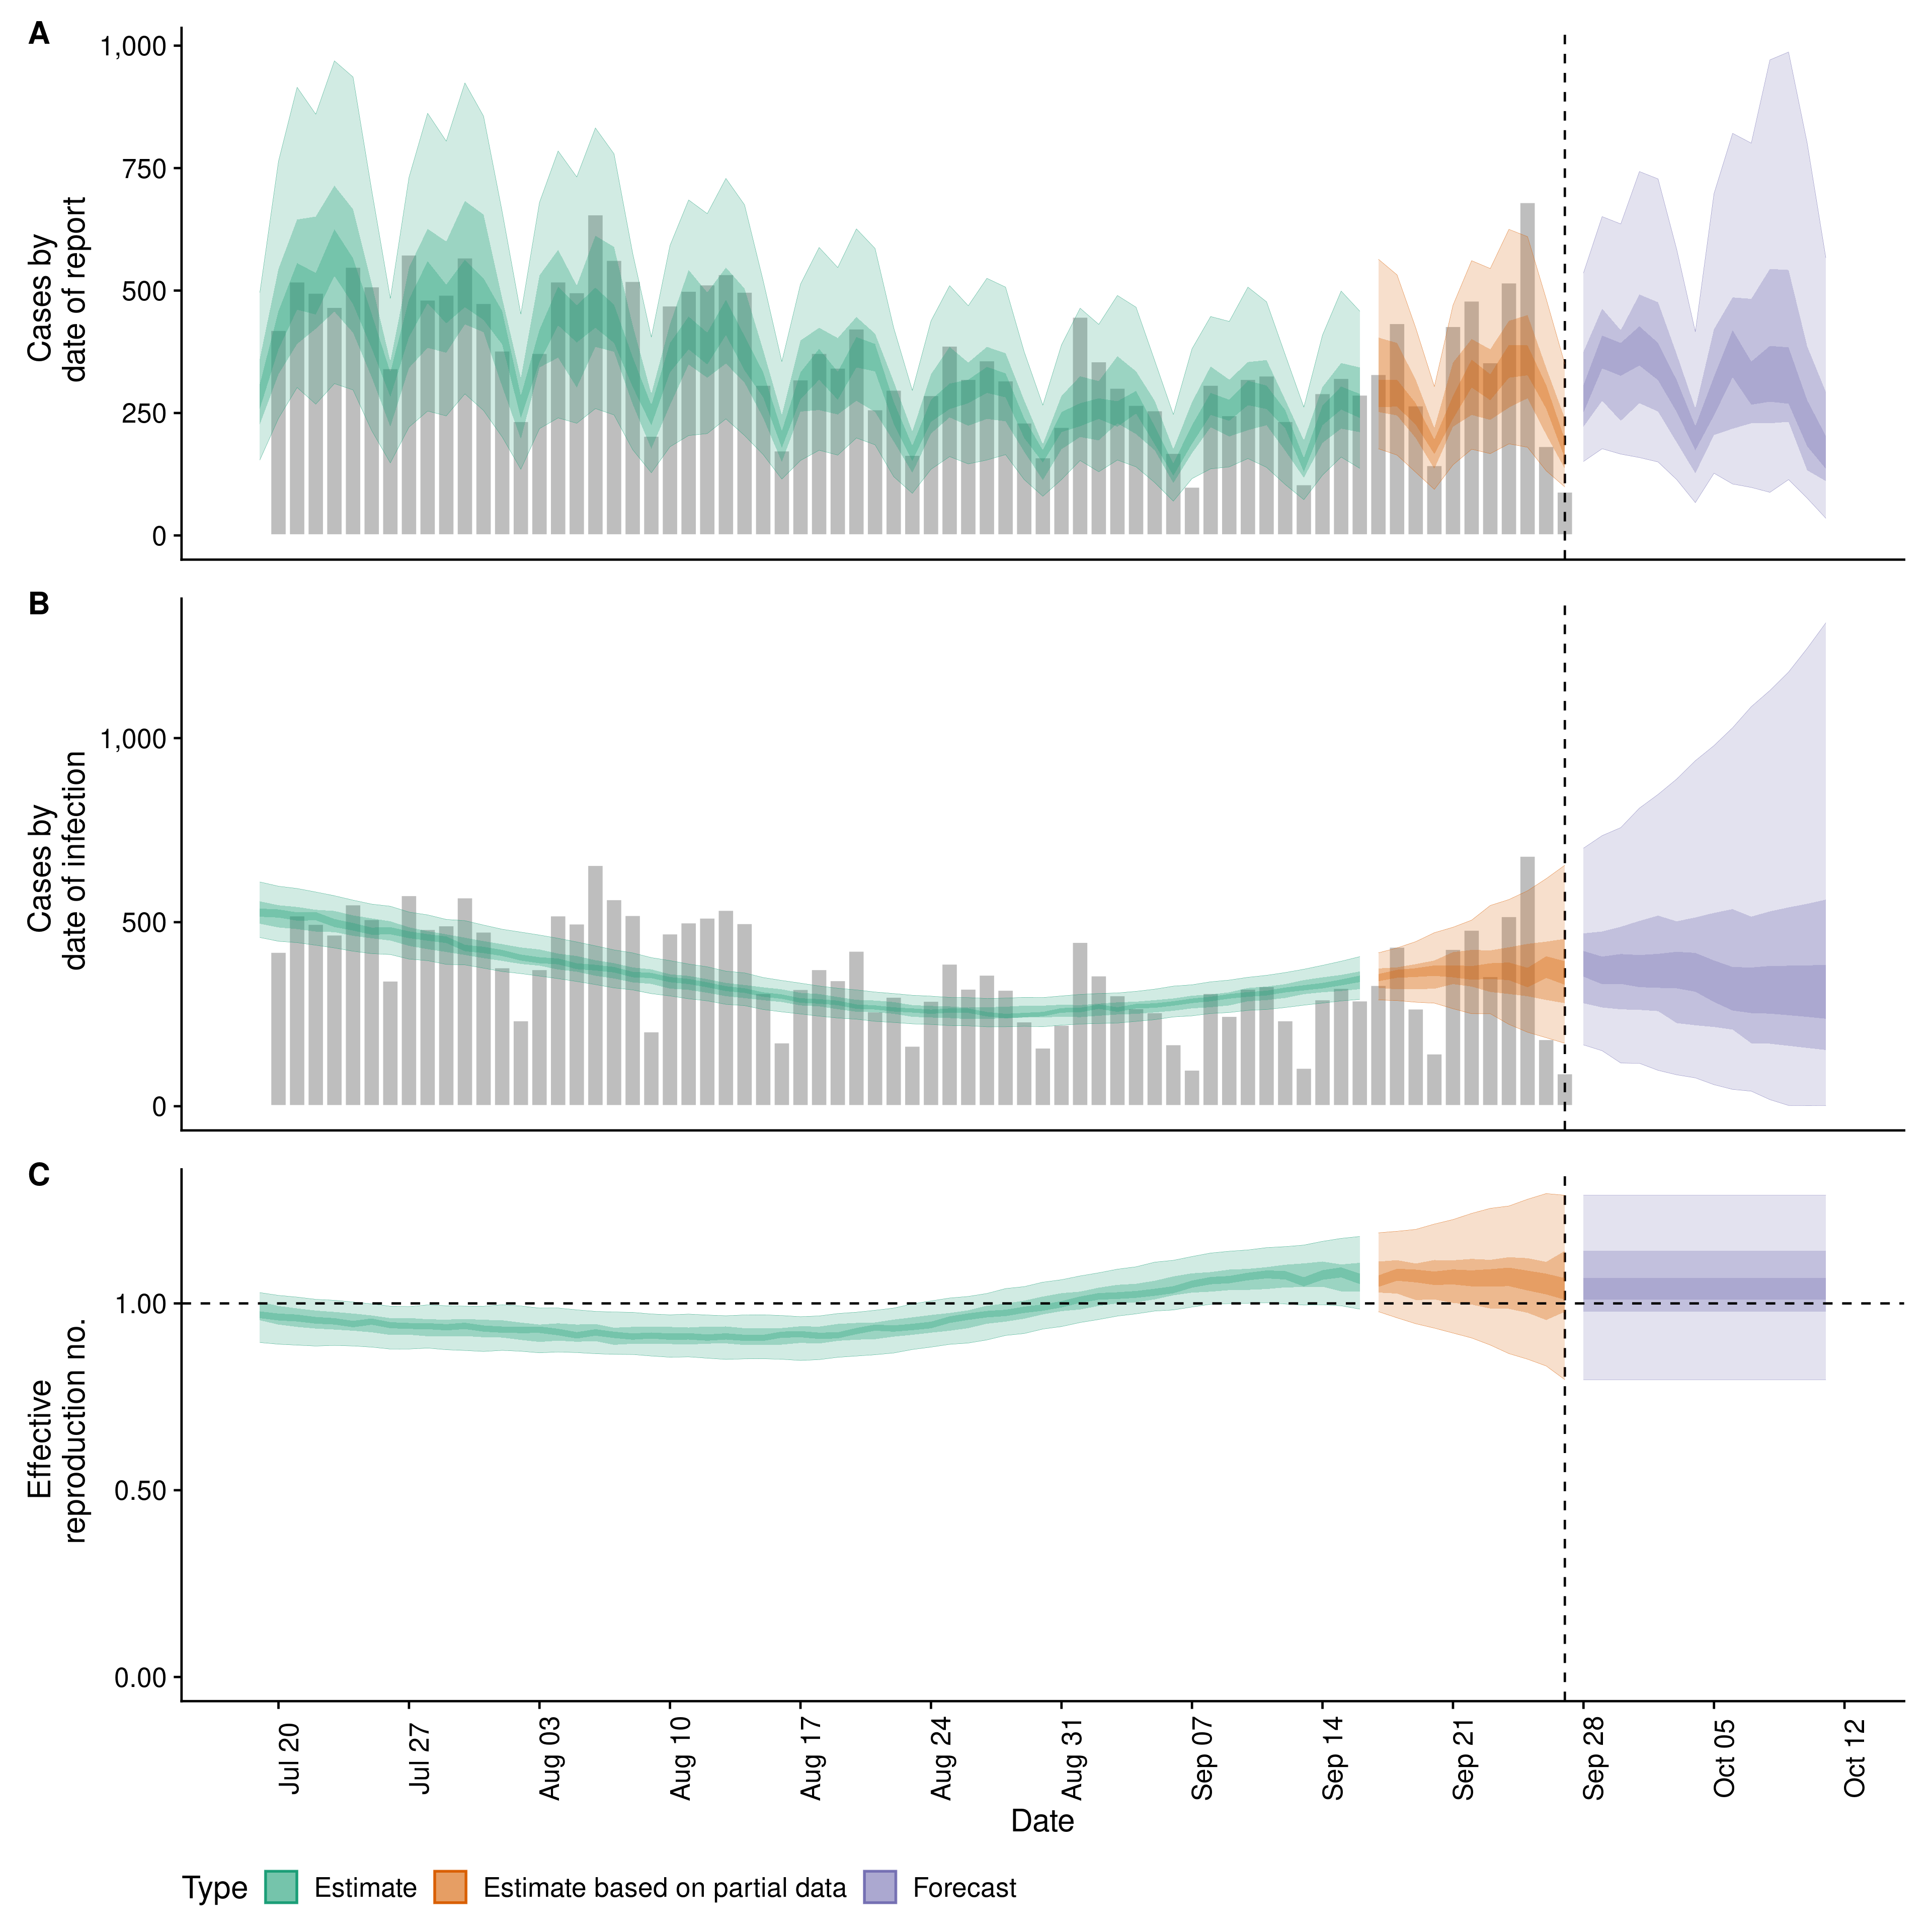 A
1,000
750
500
250
0
Cases by
date of report
B
1,000
500
0
Cases by
date of infection
C
1.00
0.50
0.00
Effective
reproduction no.
Jul 20
Jul 27
Aug 03
Aug 10
Aug 17
Aug 24
Aug 31
Sep 07
Sep 14
Sep 21
Sep 28
Oct 05
Oct 12
Date
Type Estimate Estimate based on partial data Forecast